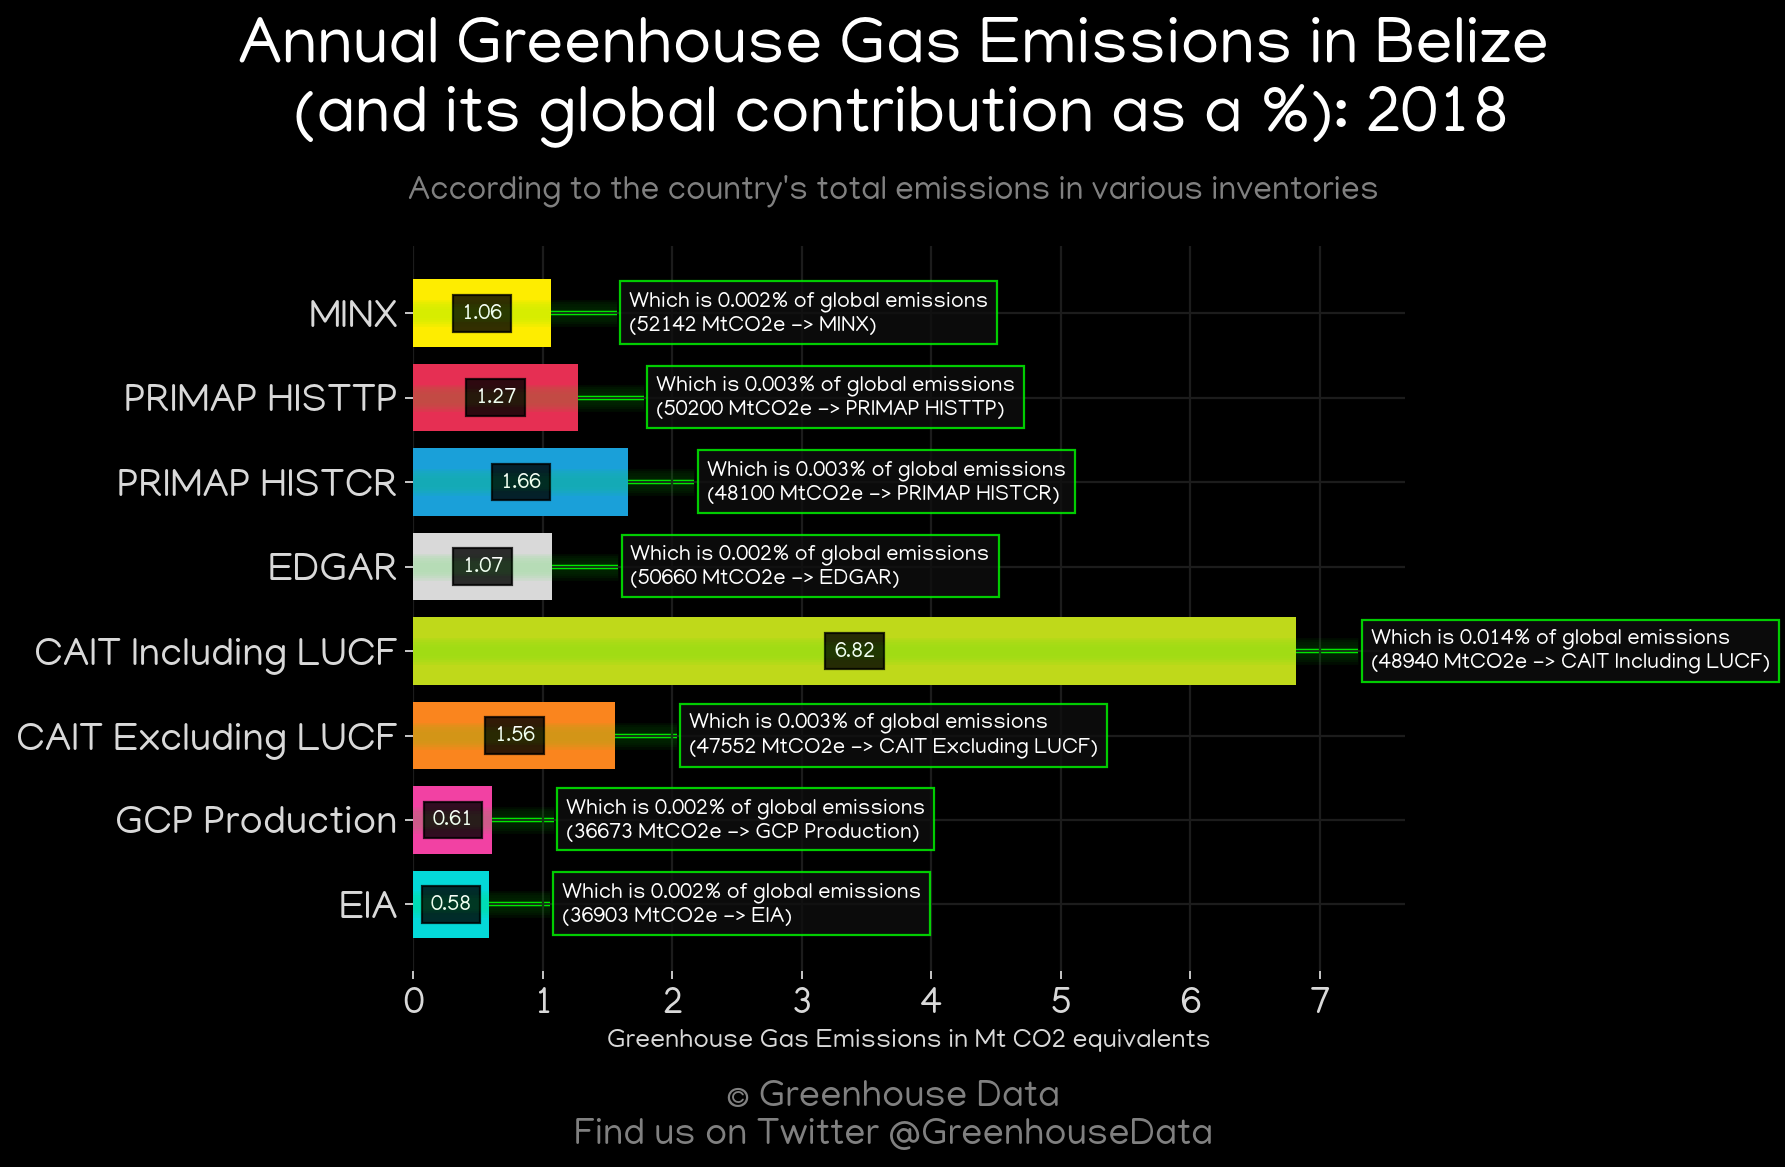 Annual Greenhouse Gas Emissions in Belize
(and its global contribution as a %): 2018
According to the country's total emissions in various inventories
MINX
1.06
Which is 0.002% of global emissions
(52142 MtCO2e -> MINX)
PRIMAP HISTTP
1.27
Which is 0.003% of global emissions
(50200 MtCO2e -> PRIMAP HISTTP)
PRIMAP HISTCR
1.66
Which is 0.003% of global emissions
(48100 MtCO2e -> PRIMAP HISTCR)
EDGAR
1.07
Which is 0.002% of global emissions
(50660 MtCO2e -> EDGAR)
CAIT Including LUCF
6.82
Which is 0.014% of global emissions
(48940 MtCO2e -> CAIT Including LUCF)
CAIT Excluding LUCF
1.56
Which is 0.003% of global emissions
(47552 MtCO2e -> CAIT Excluding LUCF)
GCP Production
0.61
Which is 0.002% of global emissions
(36673 MtCO2e -> GCP Production)
EIA
0.58
Which is 0.002% of global emissions
(36903 MtCO2e -> EIA)
0 1 2 3 4 5 6 7
Greenhouse Gas Emissions in Mt CO2 equivalents
© Greenhouse Data
Find us on Twitter @GreenhouseData